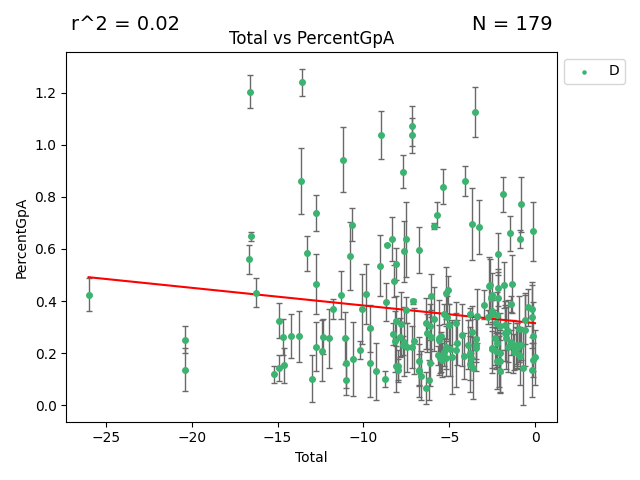 r^2 = 0.02
N = 179
Total vs PercentGpA
D
PercentGpA
1.2
1.0
0.8
0.6
0.4
0.2
0.0
−25
−20
−15
−10
−5
0
Total